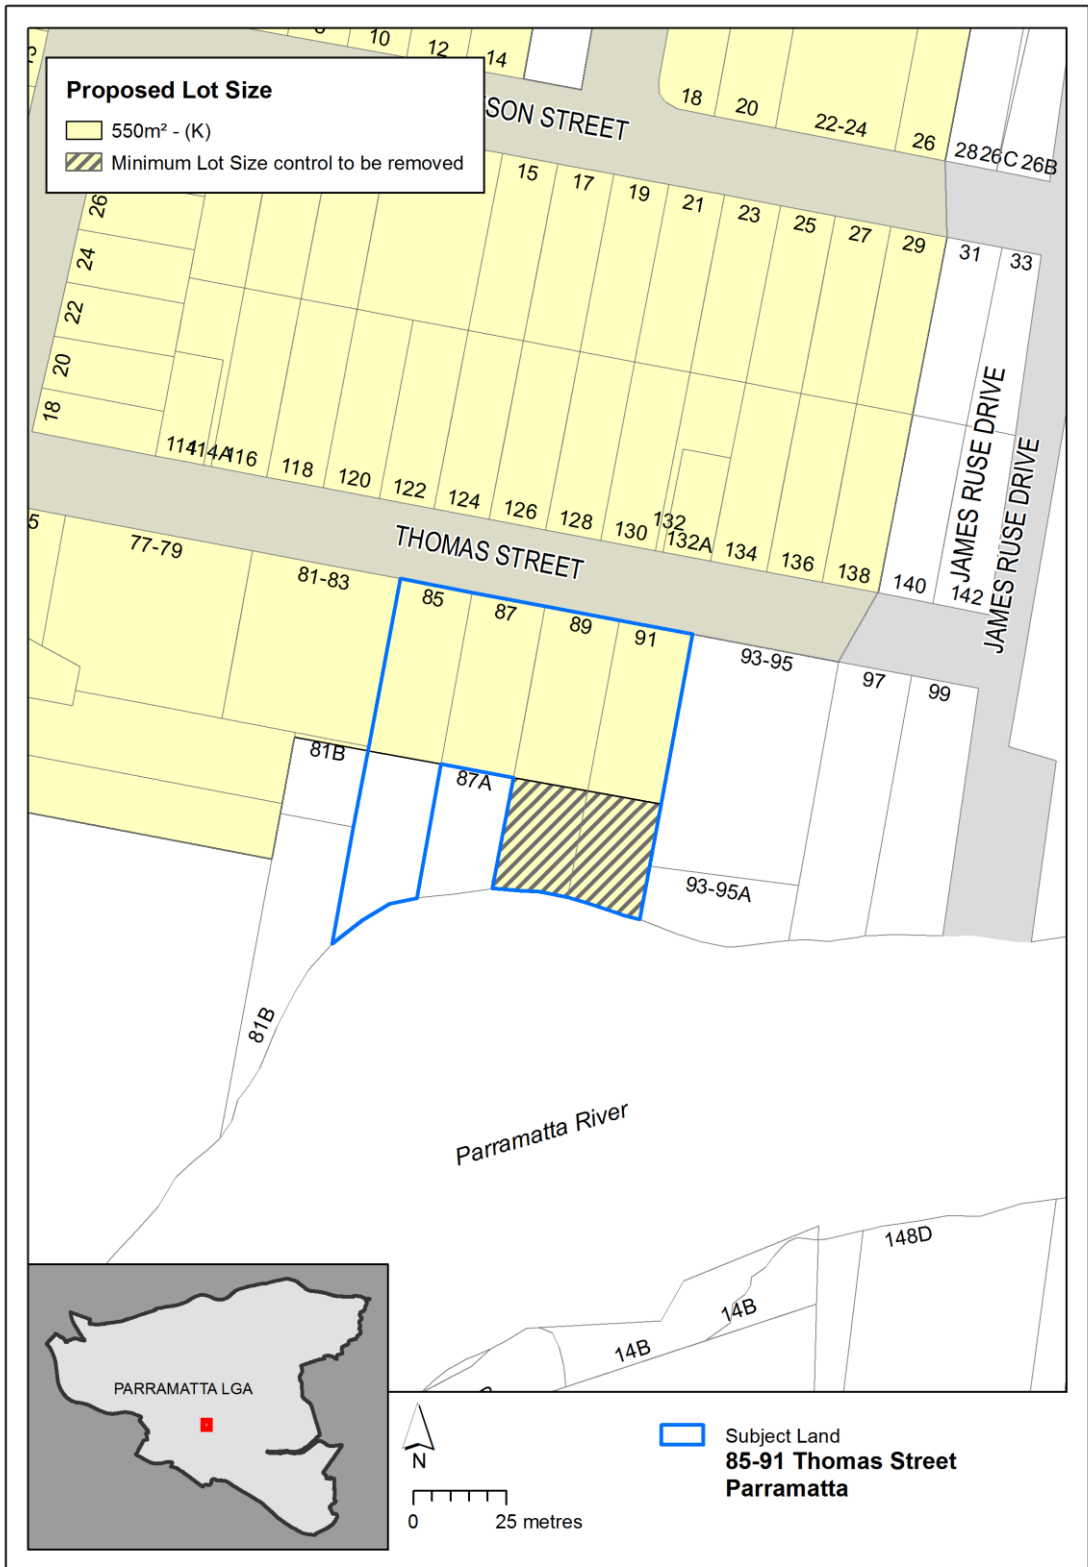 10
12
14
Proposed Lot Size
550m² - (K)
Minimum Lot Size control to be removed
SON STREET
18
20
22-24
26
28
26C
26B
15
17
19
21
23
25
27
29
31
33
26
24
22
20
18
114
114A
116
118
120
122
124
126
128
130
132
132A
134
136
138
140
142
JAMES RUSE DRIVE
JAMES RUSE DRIVE
THOMAS STREET
5
77-79
81-83
85
87
89
91
93-95
97
99
81B
87A
93-95A
81B
Parramatta River
148D
14B
14B
PARRAMATTA LGA
N
0 25 metres
Subject Land
85-91 Thomas Street
Parramatta